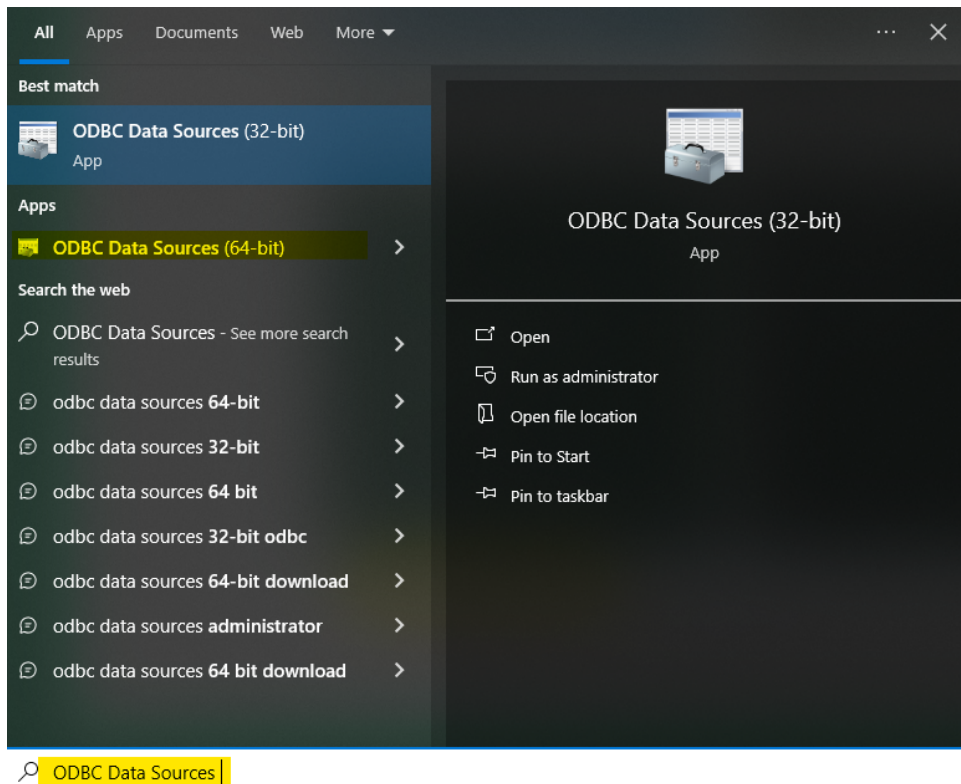 All Apps Documents Web More
Best match
ODBC Data Sources (32-bit)
App
Apps
ODBC Data Sources (64-bit)
Search the web
ODBC Data Sources - See more search
results
odbc data sources 64-bit
odbc data sources 32-bit
odbc data sources 64 bit
odbc data sources 32-bit odbc
odbc data sources 64-bit download
odbc data sources administrator
odbc data sources 64 bit download
ODBC Data Sources (32-bit)
App
Open
Run as administrator
Open file location
Pin to Start
Pin to taskbar
ODBC Data Sources